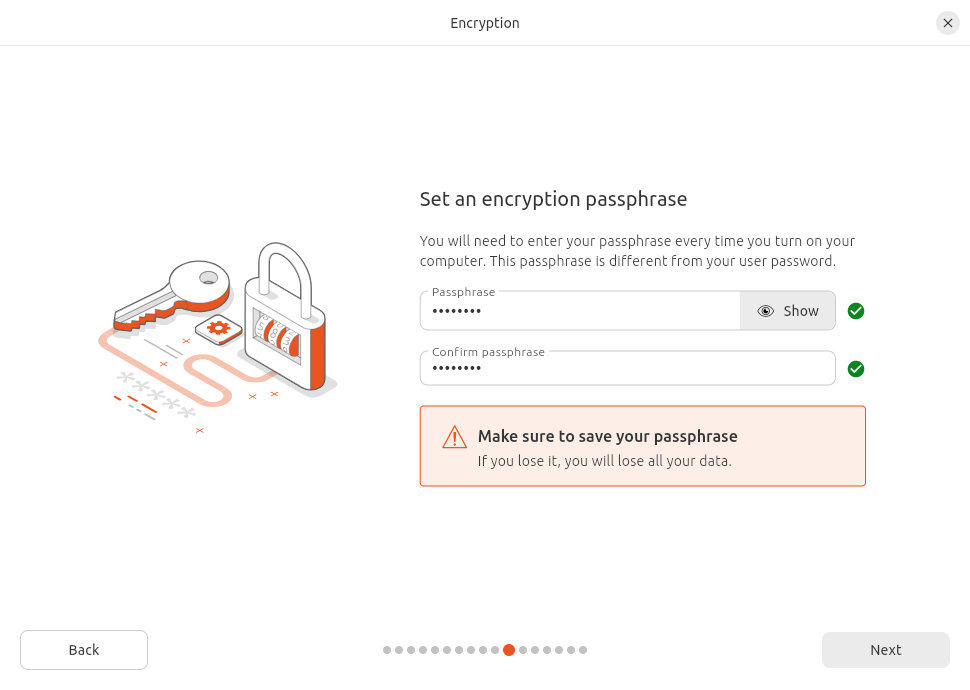 Encryption
Set an encryption passphrase
You will need to enter your passphrase every time you turn on your
computer. This passphrase is different from your user password.
Passphrase
••••••••
Show
Confirm passphrase
••••••••
Make sure to save your passphrase
If you lose it, you will lose all your data.
Back
Next